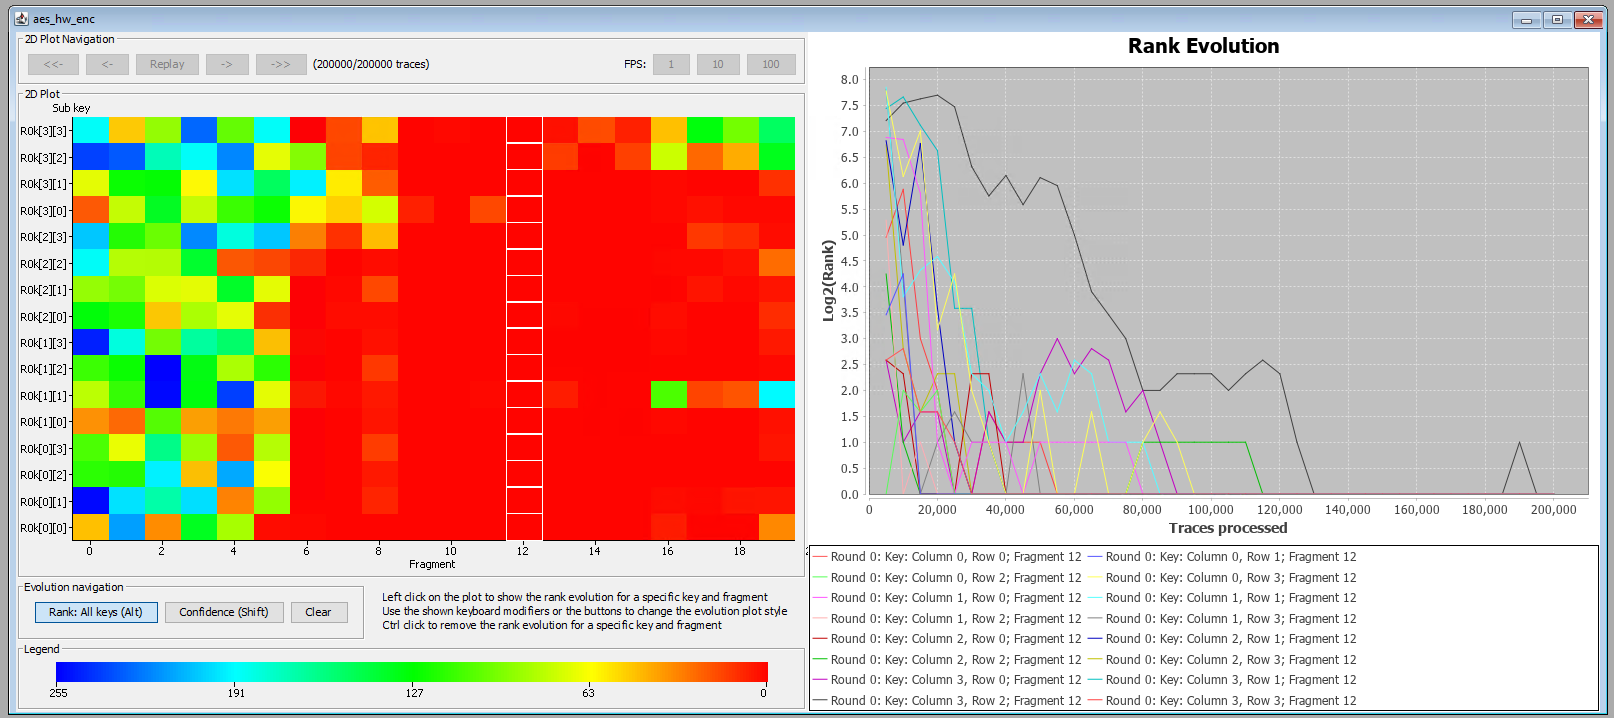 aes_hw_enc
2D Plot Navigation
<<- <- Replay -> ->> (200000/200000 traces) FPS: 1 10 100
2D Plot
Sub key
R0k[3][3]
R0k[3][2]
R0k[3][1]
R0k[3][0]
R0k[2][3]
R0k[2][2]
R0k[2][1]
R0k[2][0]
R0k[1][3]
R0k[1][2]
R0k[1][1]
R0k[1][0]
R0k[0][3]
R0k[0][2]
R0k[0][1]
R0k[0][0]
0 2 4 6 8 10 12 14 16 18
Fragment
Evolution navigation
Rank: All keys (Alt) Confidence (Shift) Clear
Left click on the plot to show the rank evolution for a specific key and fragment
Use the shown keyboard modifiers or the buttons to change the evolution plot style
Ctrl click to remove the rank evolution for a specific key and fragment
Legend
255 191 127 63 0
Rank Evolution
Log2(Rank)
8.0
7.5
7.0
6.5
6.0
5.5
5.0
4.5
4.0
3.5
3.0
2.5
2.0
1.5
1.0
0.5
0.0
0 20,000 40,000 60,000 80,000 100,000 120,000 140,000 160,000 180,000 200,000
Traces processed
Round 0: Key: Column 0, Row 0; Fragment 12 Round 0: Key: Column 0, Row 1; Fragment 12
Round 0: Key: Column 0, Row 2; Fragment 12 Round 0: Key: Column 0, Row 3; Fragment 12
Round 0: Key: Column 1, Row 0; Fragment 12 Round 0: Key: Column 1, Row 1; Fragment 12
Round 0: Key: Column 1, Row 2; Fragment 12 Round 0: Key: Column 1, Row 3; Fragment 12
Round 0: Key: Column 2, Row 0; Fragment 12 Round 0: Key: Column 2, Row 1; Fragment 12
Round 0: Key: Column 2, Row 2; Fragment 12 Round 0: Key: Column 2, Row 3; Fragment 12
Round 0: Key: Column 3, Row 0; Fragment 12 Round 0: Key: Column 3, Row 1; Fragment 12
Round 0: Key: Column 3, Row 2; Fragment 12 Round 0: Key: Column 3, Row 3; Fragment 12